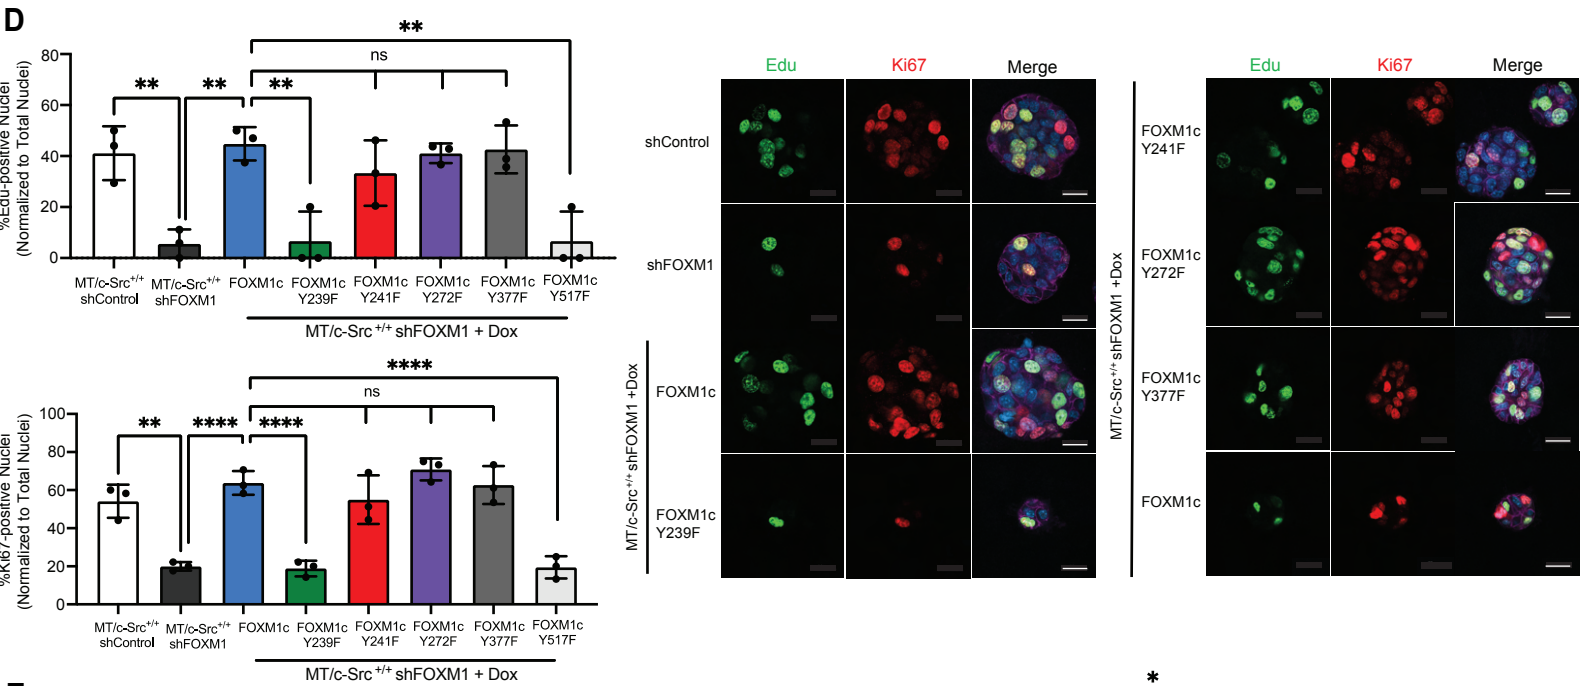 D
%Edu-positive Nuclei
(Normalized to Total Nuclei)
80
60
40
20
0
**
ns
**
**
**
MT/c-Src+/+
shControl
MT/c-Src+/+
shFOXM1
FOXM1c
FOXM1c
Y239F
FOXM1c
Y241F
FOXM1c
Y272F
FOXM1c
Y377F
FOXM1c
Y517F
MT/c-Src+/+ shFOXM1 + Dox
%Ki67-positive Nuclei
(Normalized to Total Nuclei)
100
80
60
40
20
0
****
ns
**
****
****
MT/c-Src+/+
shControl
MT/c-Src+/+
shFOXM1
FOXM1c
FOXM1c
Y239F
FOXM1c
Y241F
FOXM1c
Y272F
FOXM1c
Y377F
FOXM1c
Y517F
MT/c-Src+/+ shFOXM1 + Dox
Edu
Ki67
Merge
shControl
shFOXM1
MT/c-Src+/+ shFOXM1 +Dox
FOXM1c
FOXM1c
Y239F
Edu
Ki67
Merge
MT/c-Src+/+ shFOXM1 +Dox
FOXM1c
Y241F
FOXM1c
Y272F
FOXM1c
Y377F
FOXM1c
*